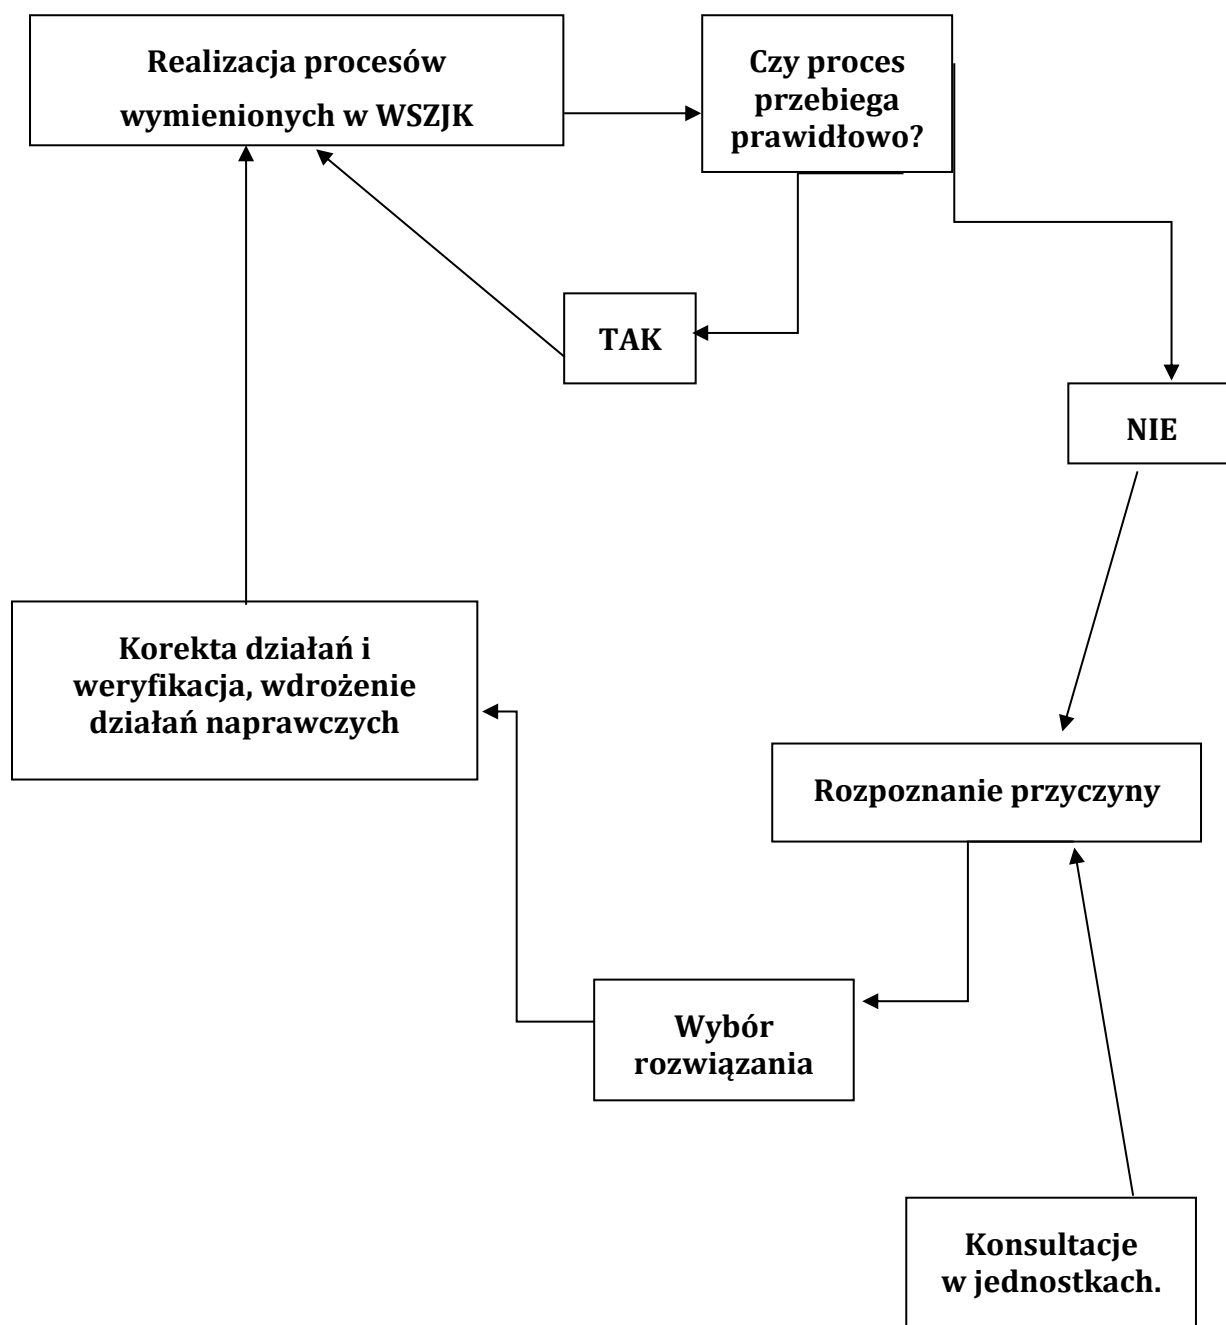 Realizacja procesów
wymienionych w WSZJK
Czy proces
przebiega
prawidłowo?
TAK
NIE
Korekta działań i
weryfikacja, wdrożenie
działań naprawczych
Rozpoznanie przyczyny
Wybór
rozwiązania
Konsultacje
w jednostkach.